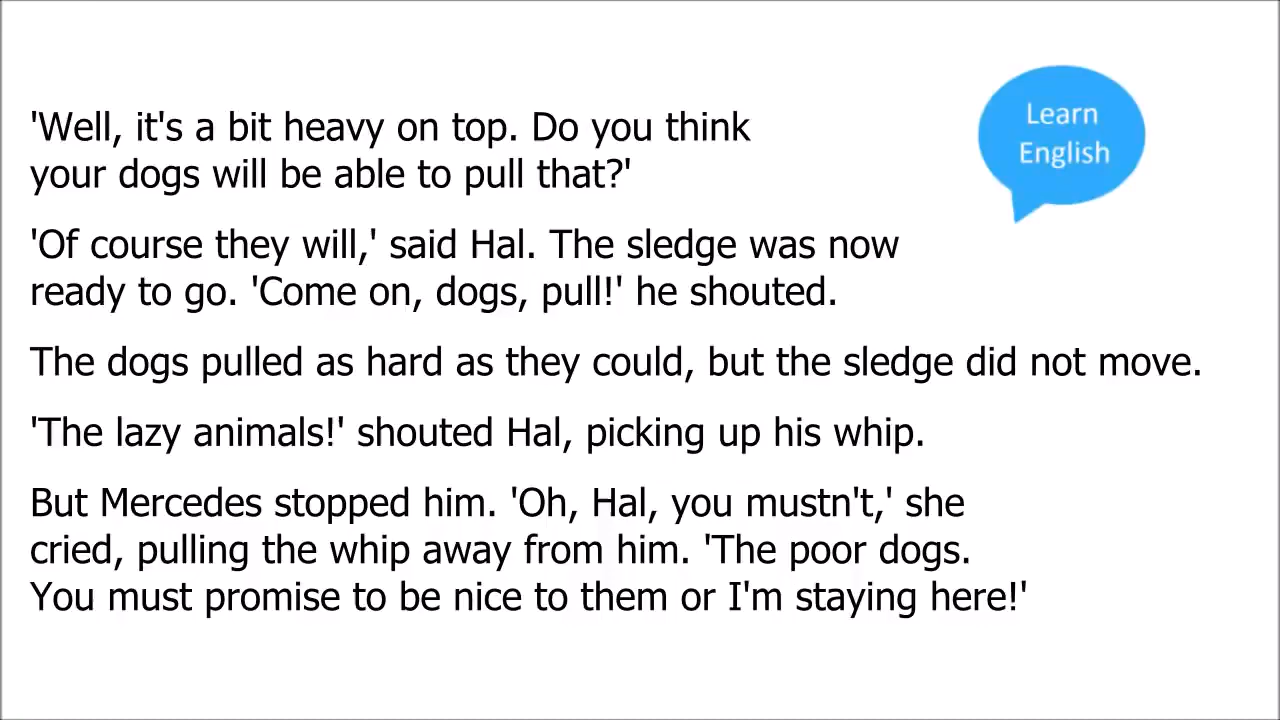 'Well, it's a bit heavy on top. Do you think
your dogs will be able to pull that?'
'Of course they will,' said Hal. The sledge was now
ready to go. 'Come on, dogs, pull!' he shouted.
The dogs pulled as hard as they could, but the sledge did not move.
'The lazy animals!' shouted Hal, picking up his whip.
But Mercedes stopped him. 'Oh, Hal, you mustn't,' she
cried, pulling the whip away from him. 'The poor dogs.
You must promise to be nice to them or I'm staying here!'
Learn
English